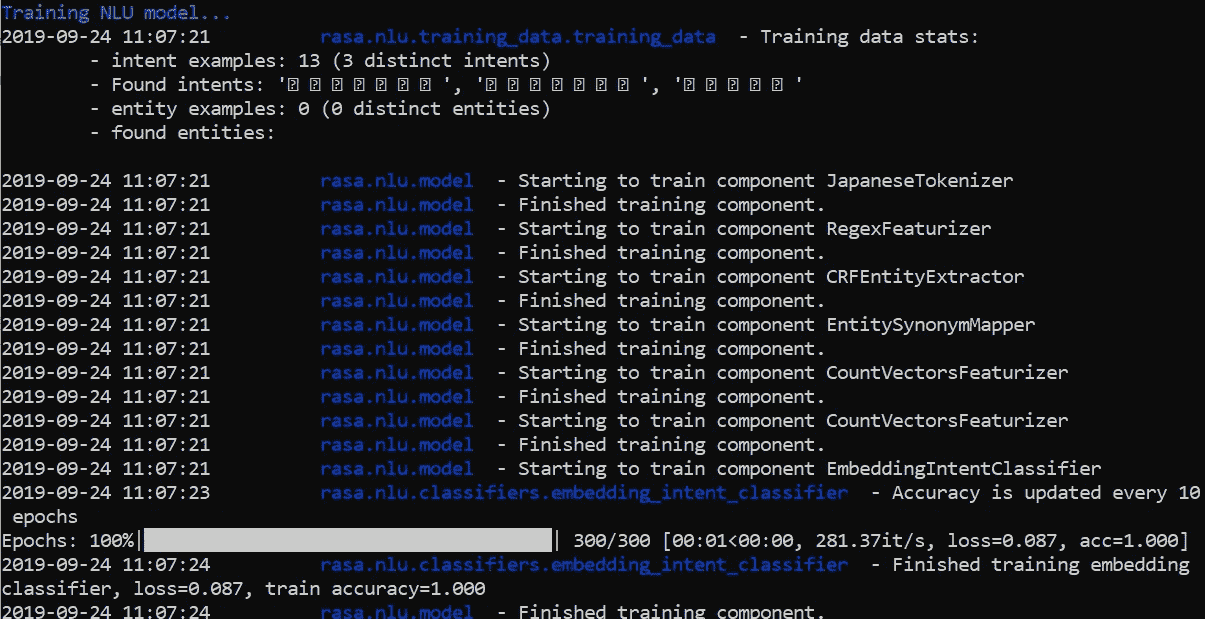 Training NLU model...
2019-09-24 11:07:21 rasa.nlu.training_data.training_data - Training data stats:
- intent examples: 13 (3 distinct intents)
- Found intents: '⍰ ⍰ ⍰ ⍰ ⍰ ⍰ ⍰ ', '⍰ ⍰ ⍰ ⍰ ⍰ ⍰ ⍰ ', '⍰ ⍰ ⍰ ⍰ ⍰ '
- entity examples: 0 (0 distinct entities)
- found entities:
2019-09-24 11:07:21 rasa.nlu.model - Starting to train component JapaneseTokenizer
2019-09-24 11:07:21 rasa.nlu.model - Finished training component.
2019-09-24 11:07:21 rasa.nlu.model - Starting to train component RegexFeaturizer
2019-09-24 11:07:21 rasa.nlu.model - Finished training component.
2019-09-24 11:07:21 rasa.nlu.model - Starting to train component CRFEntityExtractor
2019-09-24 11:07:21 rasa.nlu.model - Finished training component.
2019-09-24 11:07:21 rasa.nlu.model - Starting to train component EntitySynonymMapper
2019-09-24 11:07:21 rasa.nlu.model - Finished training component.
2019-09-24 11:07:21 rasa.nlu.model - Starting to train component CountVectorsFeaturizer
2019-09-24 11:07:21 rasa.nlu.model - Finished training component.
2019-09-24 11:07:21 rasa.nlu.model - Starting to train component CountVectorsFeaturizer
2019-09-24 11:07:21 rasa.nlu.model - Finished training component.
2019-09-24 11:07:21 rasa.nlu.model - Starting to train component EmbeddingIntentClassifier
2019-09-24 11:07:23 rasa.nlu.classifiers.embedding_intent_classifier - Accuracy is updated every 10
epochs
Epochs: 100%| | 300/300 [00:01<00:00, 281.37it/s, loss=0.087, acc=1.000]
2019-09-24 11:07:24 rasa.nlu.classifiers.embedding_intent_classifier - Finished training embedding
classifier, loss=0.087, train accuracy=1.000
2019-09-24 11:07:24 rasa.nlu.model - Finished training component.